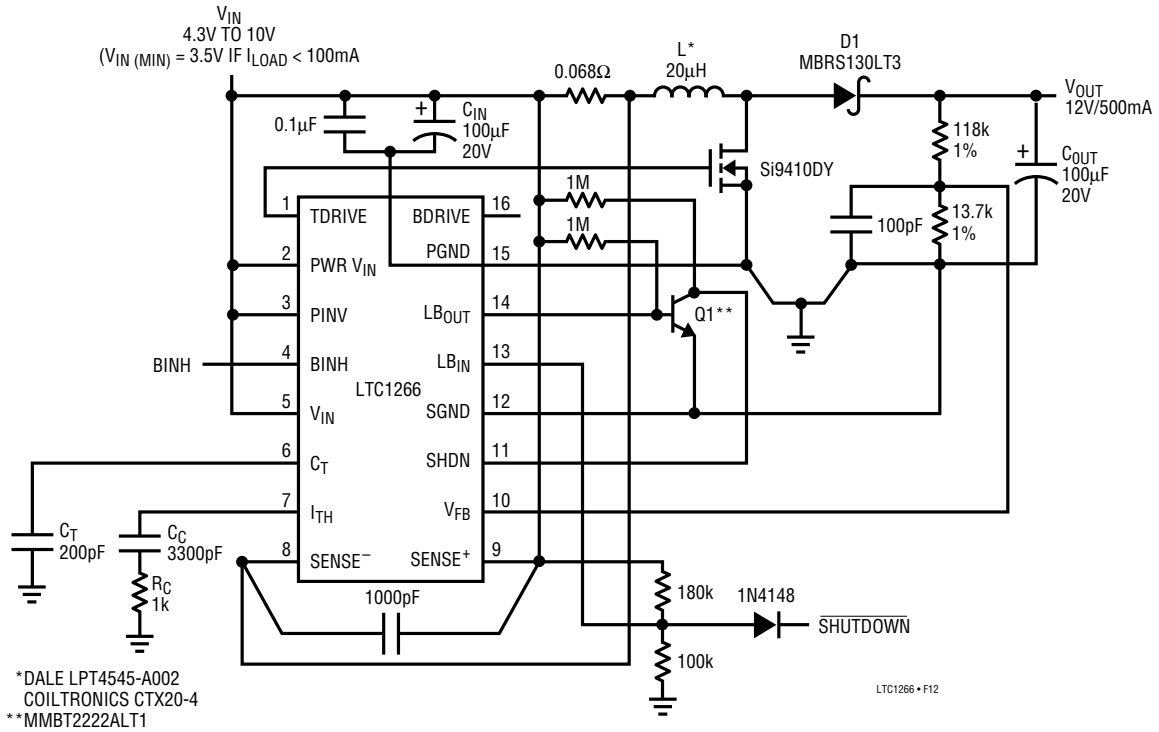 VIN
4.3V TO 10V
(VIN (MIN) = 3.5V IF ILOAD < 100mA
0.1µF
+
CIN
100µF
20V
0.068Ω
L*
20µH
D1
MBRS130LT3
VOUT
12V/500mA
118k
1%
+
COUT
100µF
20V
Si9410DY
100pF
13.7k
1%
1M
1M
Q1**
1
TDRIVE
BDRIVE
16
2
PWR VIN
PGND
15
3
PINV
LBOUT
14
BINH
4
BINH
LBIN
13
LTC1266
5
VIN
SGND
12
6
CT
SHDN
11
7
ITH
VFB
10
8
SENSE–
SENSE+
9
CT
200pF
CC
3300pF
RC
1k
1000pF
180k
1N4148
SHUTDOWN
100k
*DALE LPT4545-A002
COILTRONICS CTX20-4
**MMBT2222ALT1
LTC1266 • F12